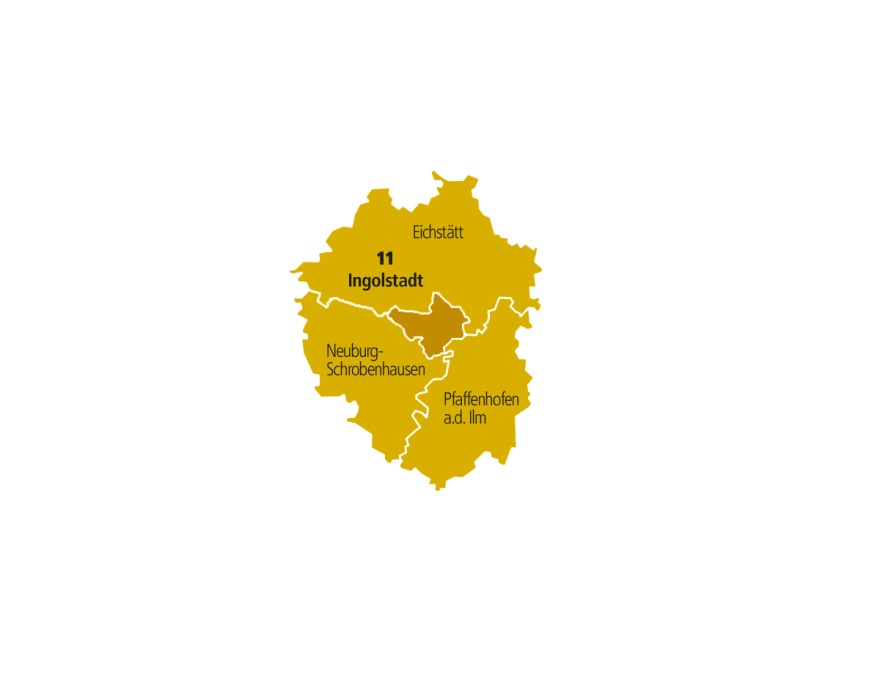 Eichstätt
11
Ingolstadt
Neuburg-
Schrobenhausen
Pfaffenhofen
a.d. Ilm